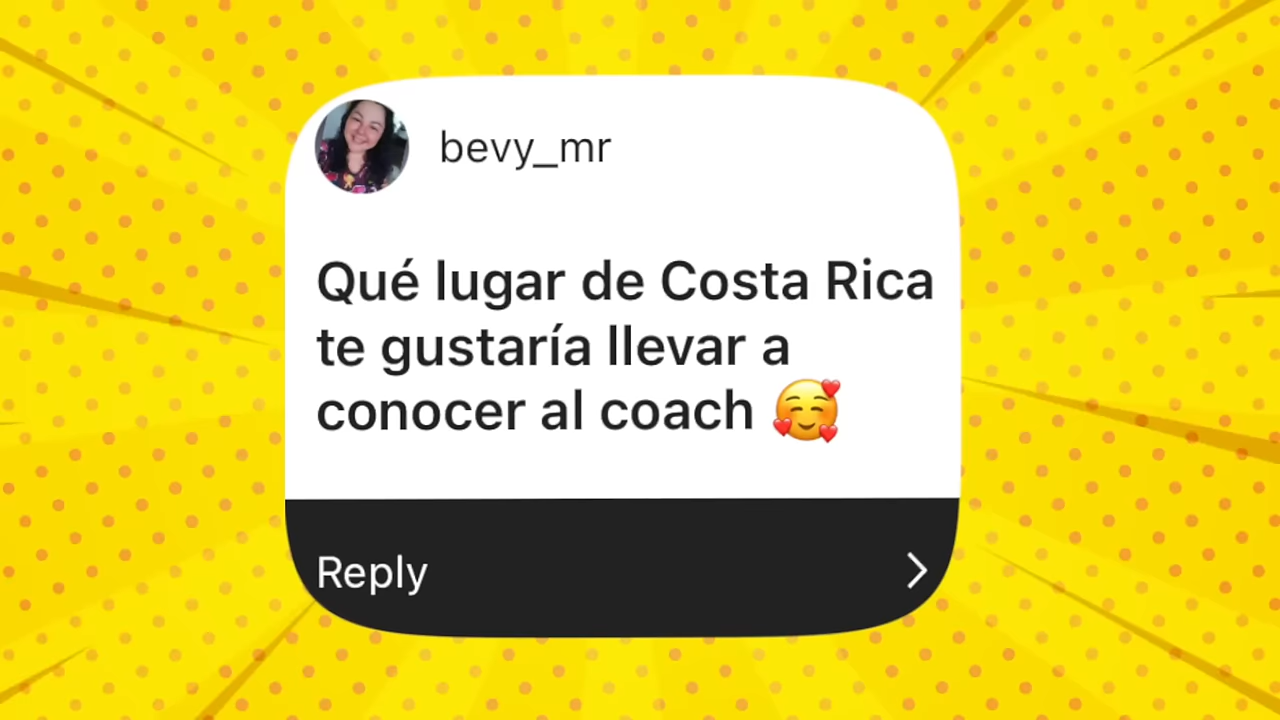 bevy_mr
Qué lugar de Costa Rica
te gustaría llevar a
conocer al coach 🥰
Reply